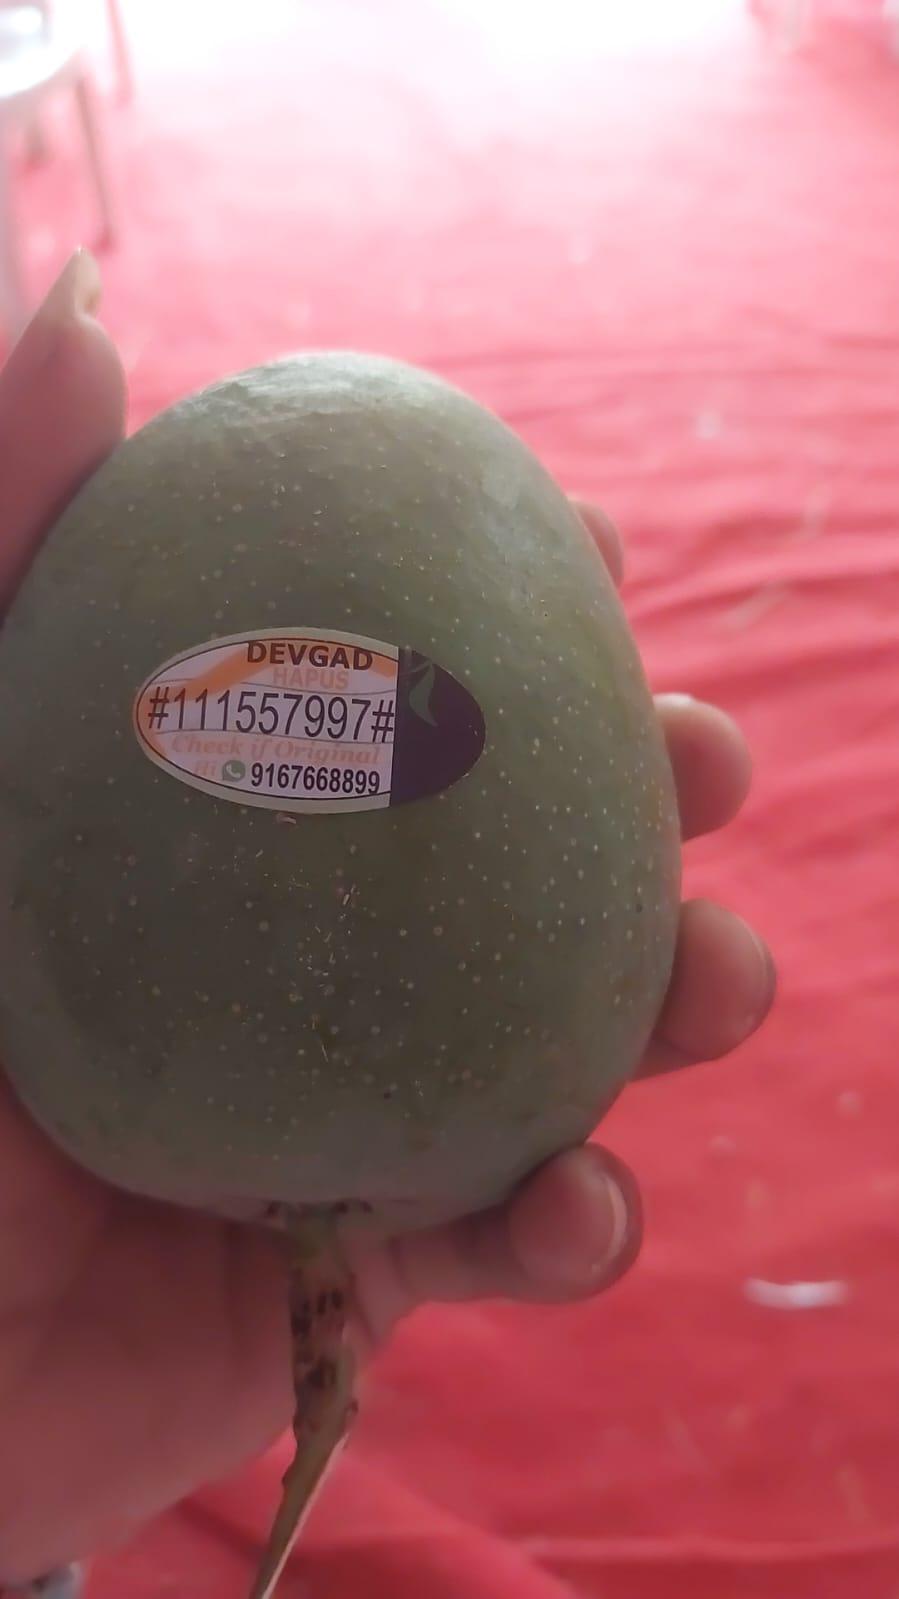 DEVGAD
HAPUS
#111557997#
Check if Original
Hi 9167668899